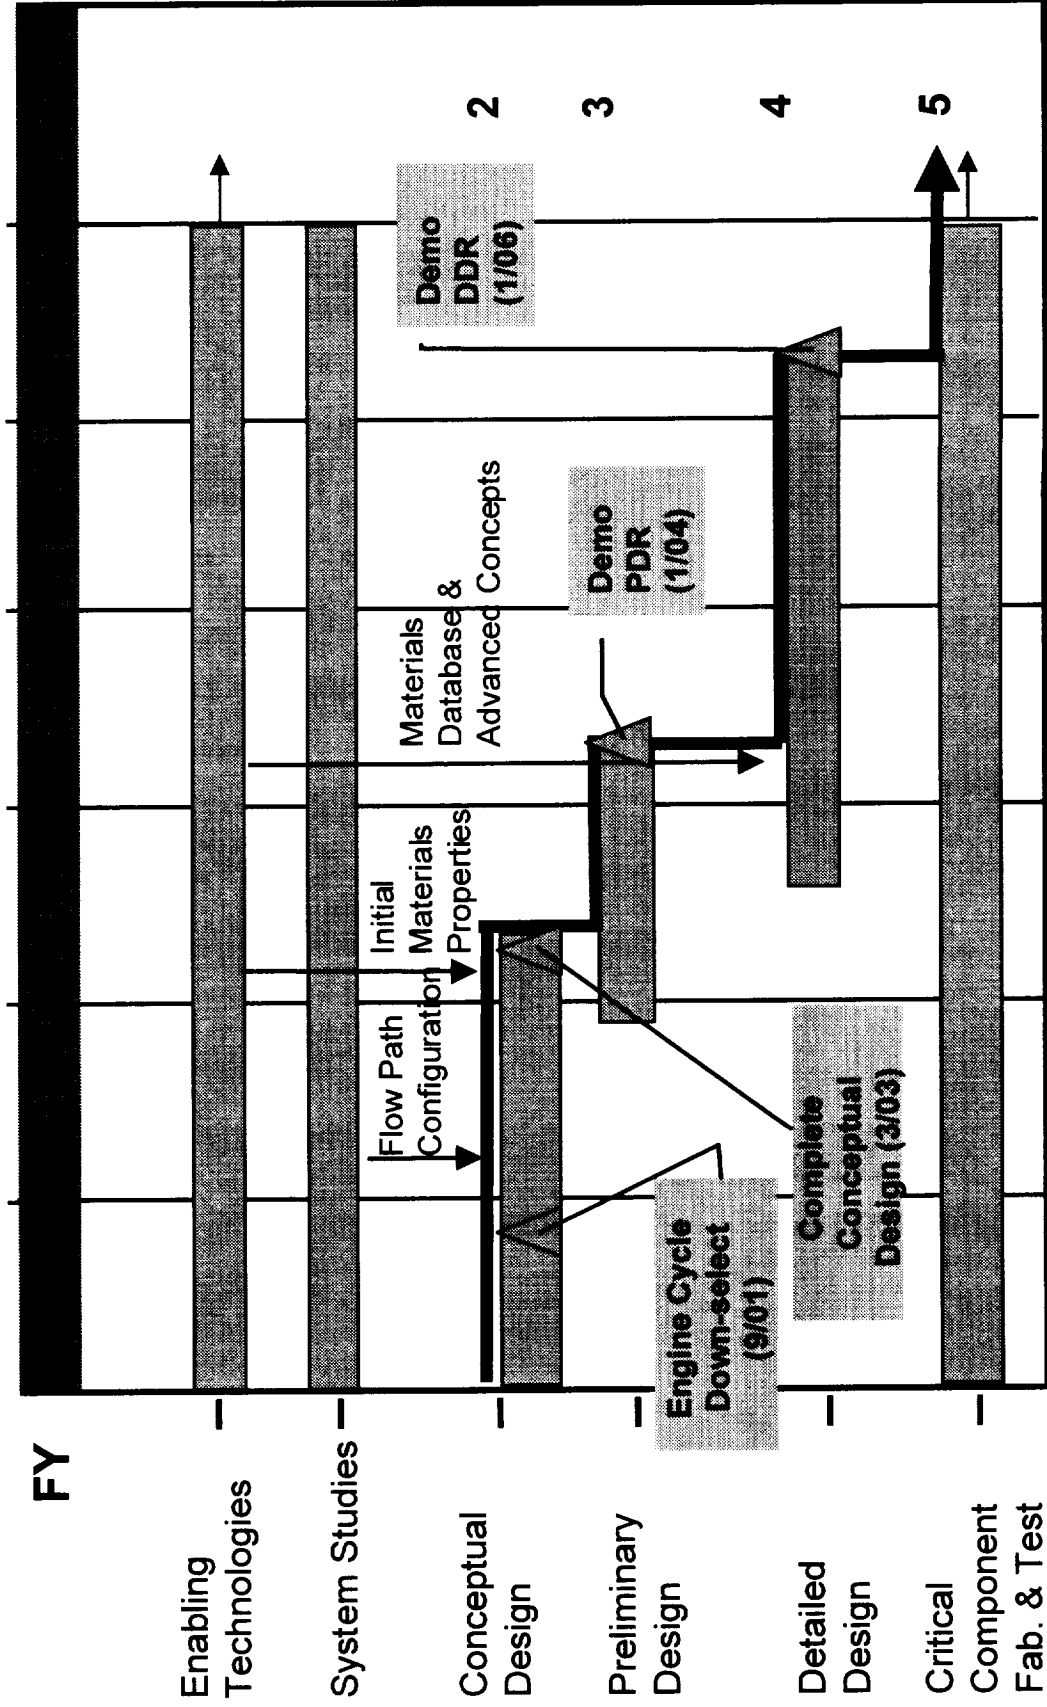 FY
Enabling
Technologies
System Studies
Conceptual
Design
Preliminary
Design
Detailed
Design
Critical
Component
Fab. & Test
Flow Path
Configuration
Initial
Materials
Properties
Materials
Database &
Advanced Concepts
Engine Cycle
Down-select
(9/01)
Complete
Conceptual
Design (3/03)
Demo
PDR
(1/04)
Demo
DDR
(1/06)
2
3
4
5